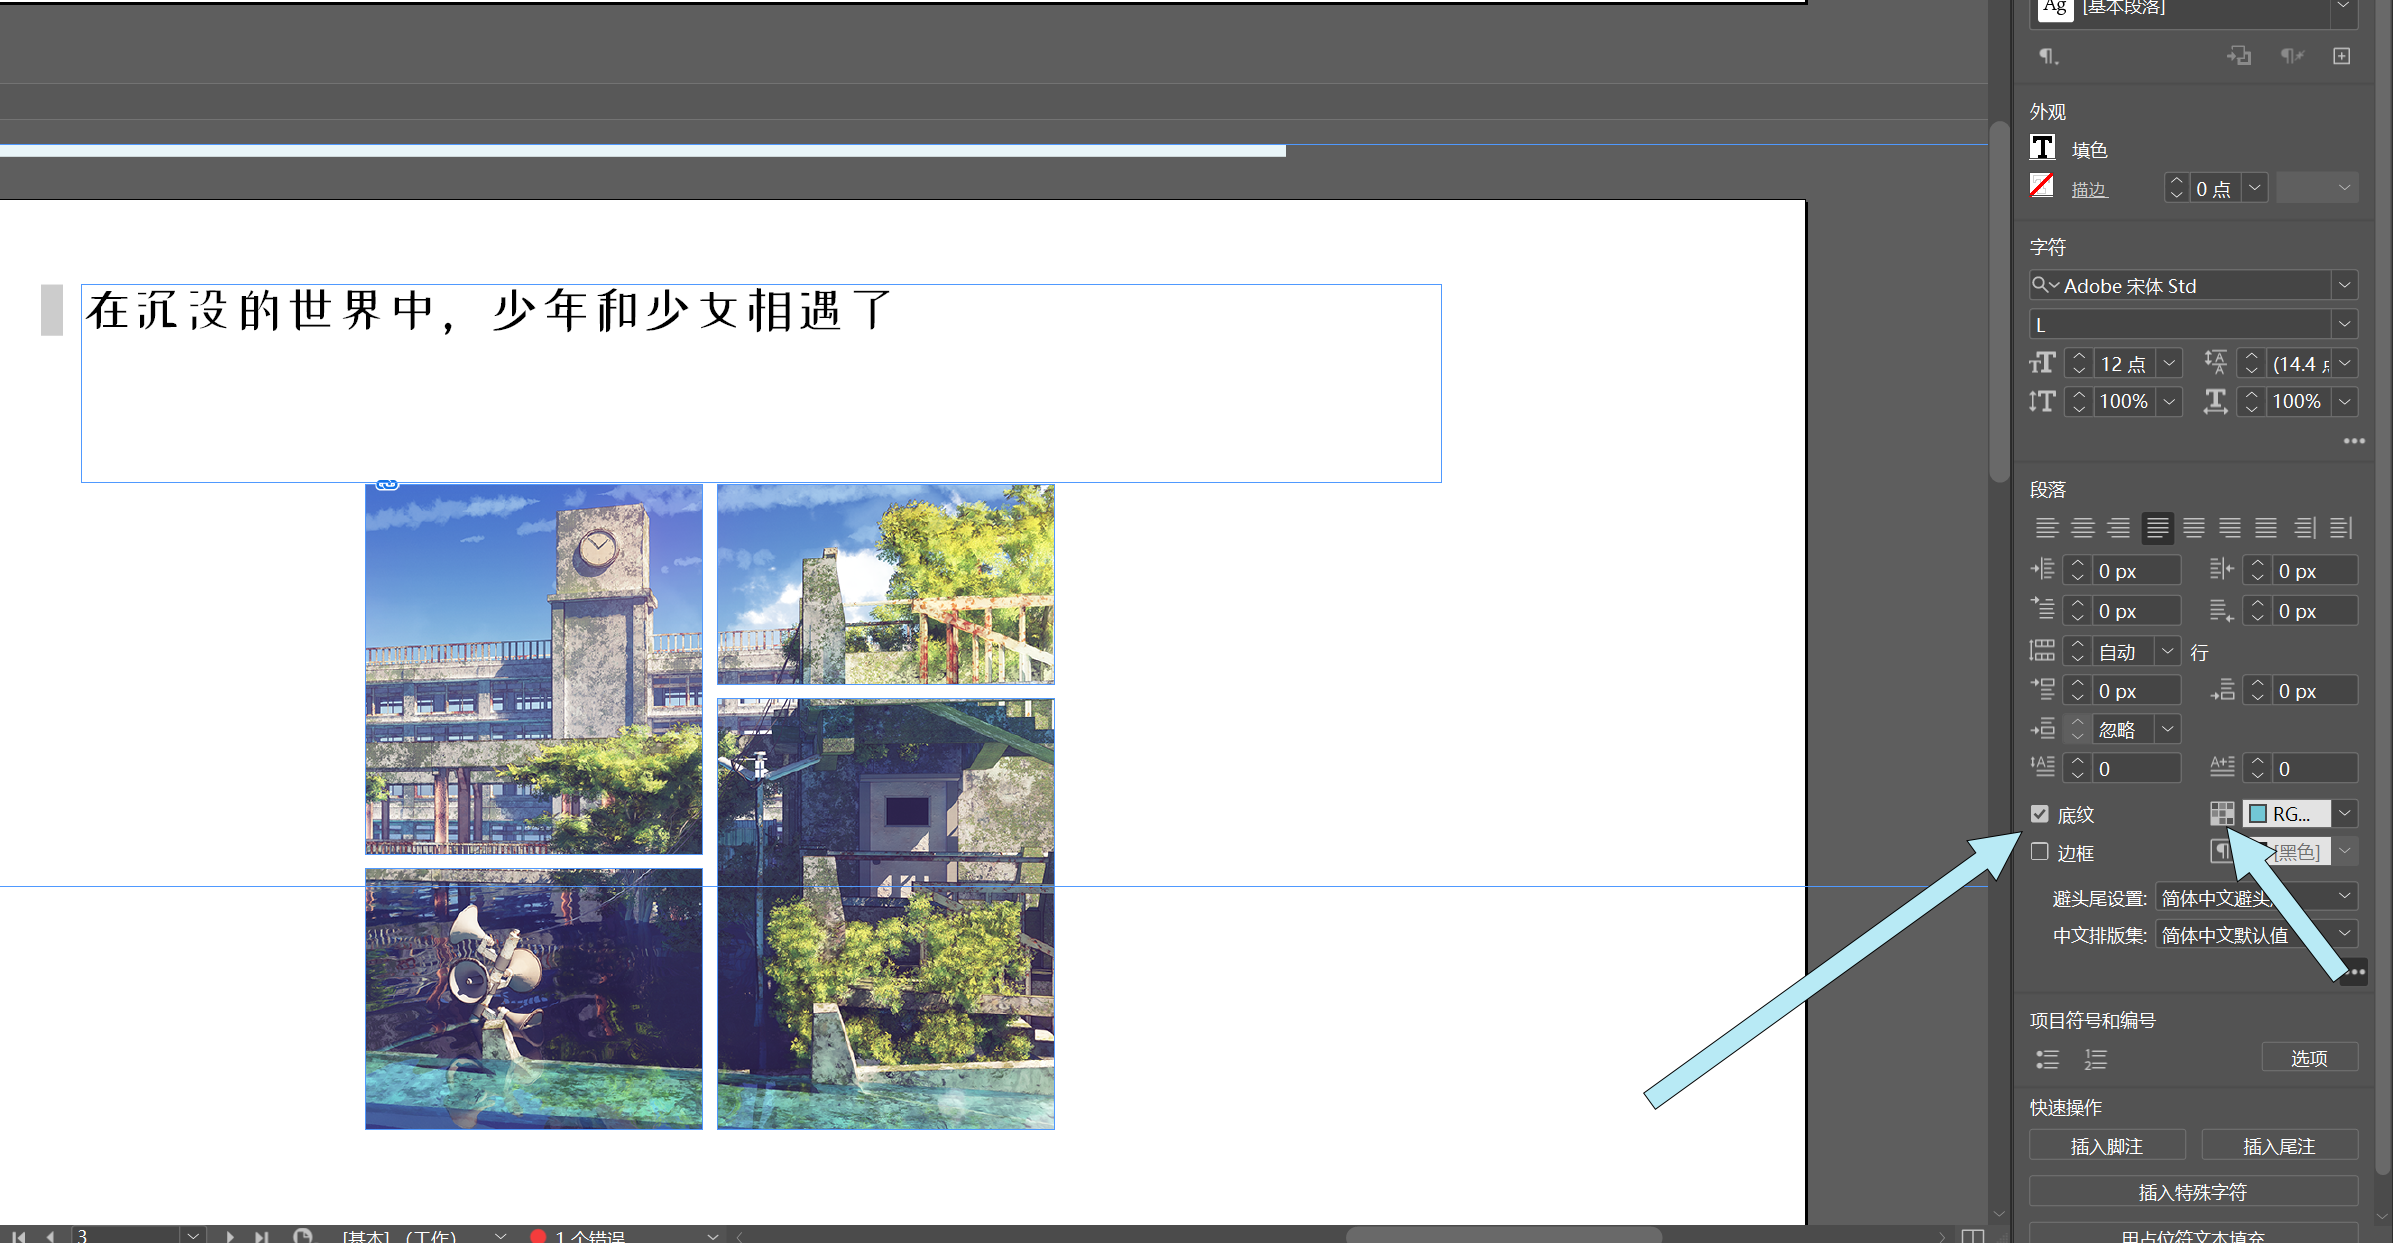 Ag [基本段落]
外观
T 填色
描边 0 点
在沉没的世界中，少年和少女相遇了
字符
Adobe 宋体 Std
L
12 点 (14.4 点
100% 100%
段落
0 px 0 px
0 px 0 px
自动 行
0 px 0 px
忽略
0 0
底纹 RG...
边框 [黑色]
避头尾设置: 简体中文避头
中文排版集: 简体中文默认值
项目符号和编号
选项
快速操作
插入脚注 插入尾注
插入特殊字符
用占位符文本填充
3 [基本] (工作) 1 个错误